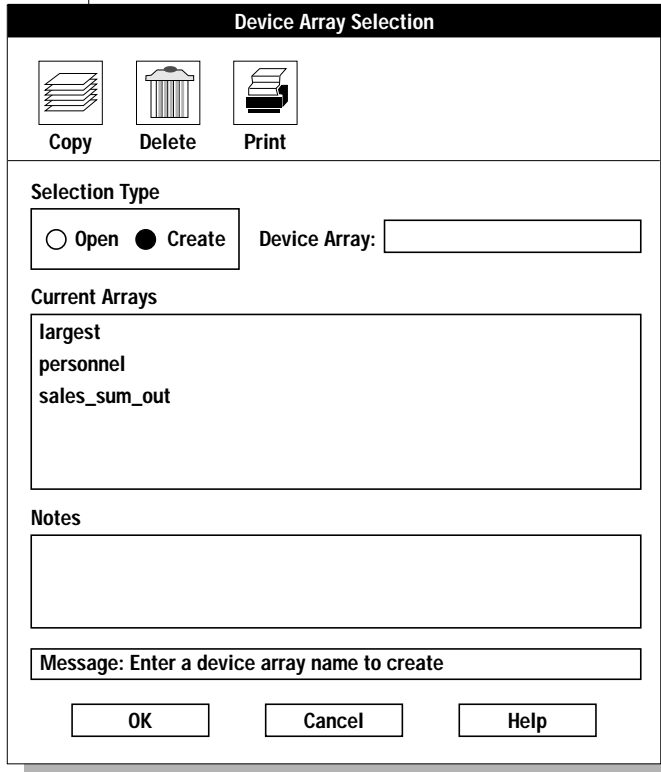 Device Array Selection
Copy Delete Print
Selection Type
Open Create Device Array:
Current Arrays
largest
personnel
sales_sum_out
Notes
Message: Enter a device array name to create
OK Cancel Help